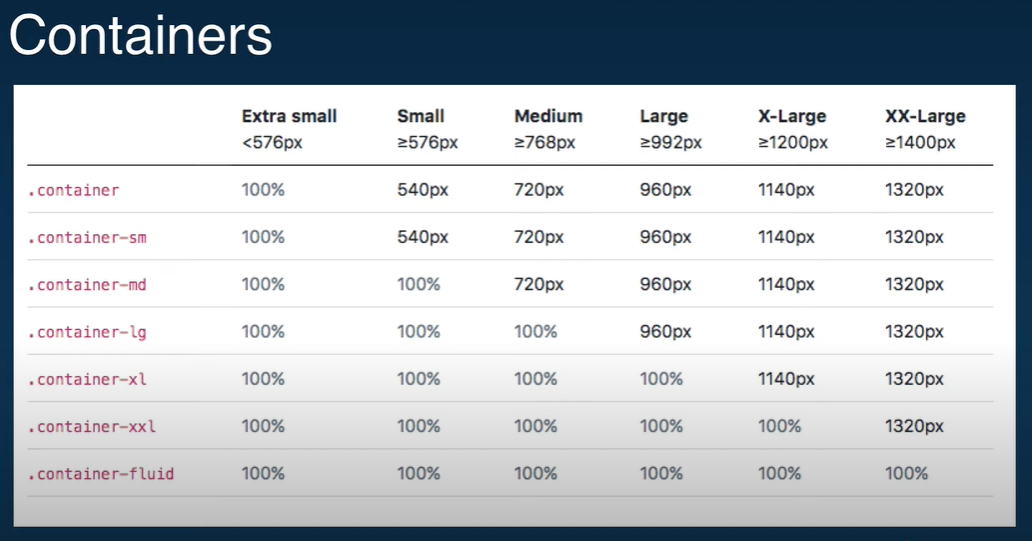 Containers
Extra small Small Medium Large X-Large XX-Large
<576px ≥576px ≥768px ≥992px ≥1200px ≥1400px
.container 100% 540px 720px 960px 1140px 1320px
.container-sm 100% 540px 720px 960px 1140px 1320px
.container-md 100% 100% 720px 960px 1140px 1320px
.container-lg 100% 100% 100% 960px 1140px 1320px
.container-xl 100% 100% 100% 100% 1140px 1320px
.container-xxl 100% 100% 100% 100% 100% 1320px
.container-fluid 100% 100% 100% 100% 100% 100%